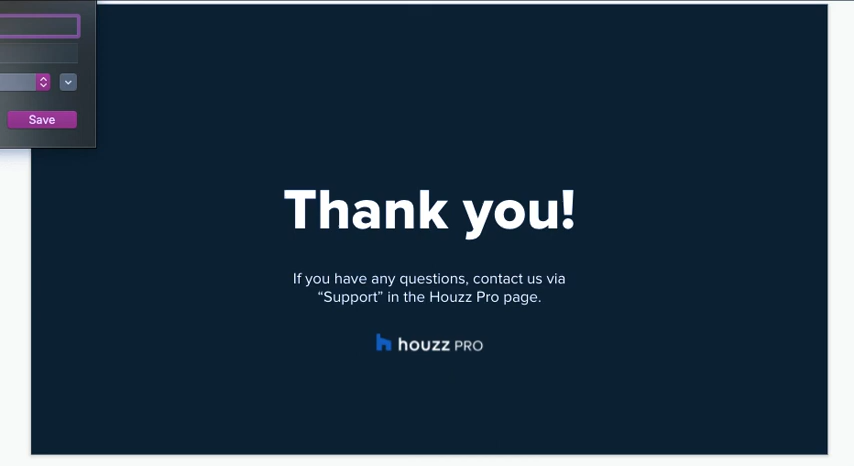 Save
Thank you!
If you have any questions, contact us via
“Support” in the Houzz Pro page.
houzz PRO